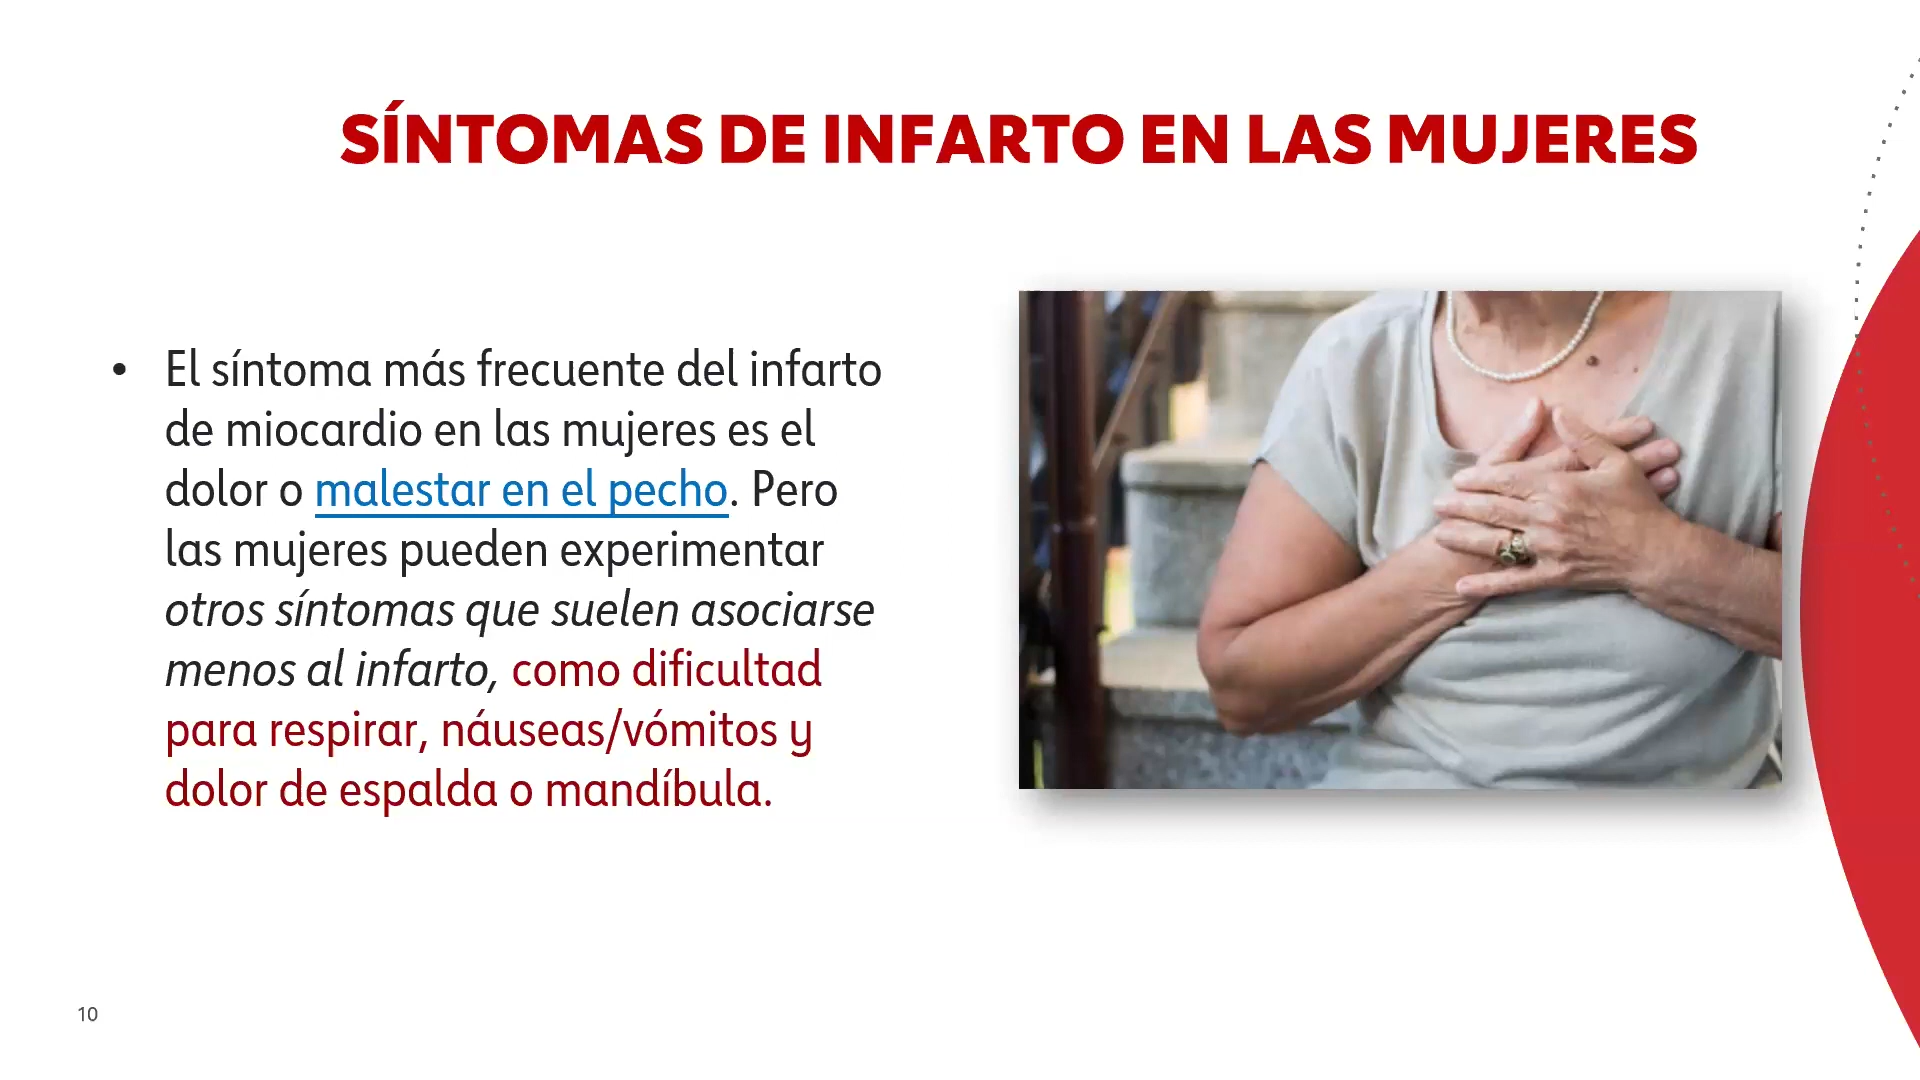 SÍNTOMAS DE INFARTO EN LAS MUJERES
• El síntoma más frecuente del infarto
de miocardio en las mujeres es el
dolor o malestar en el pecho. Pero
las mujeres pueden experimentar
otros síntomas que suelen asociarse
menos al infarto, como dificultad
para respirar, náuseas/vómitos y
dolor de espalda o mandíbula.
10